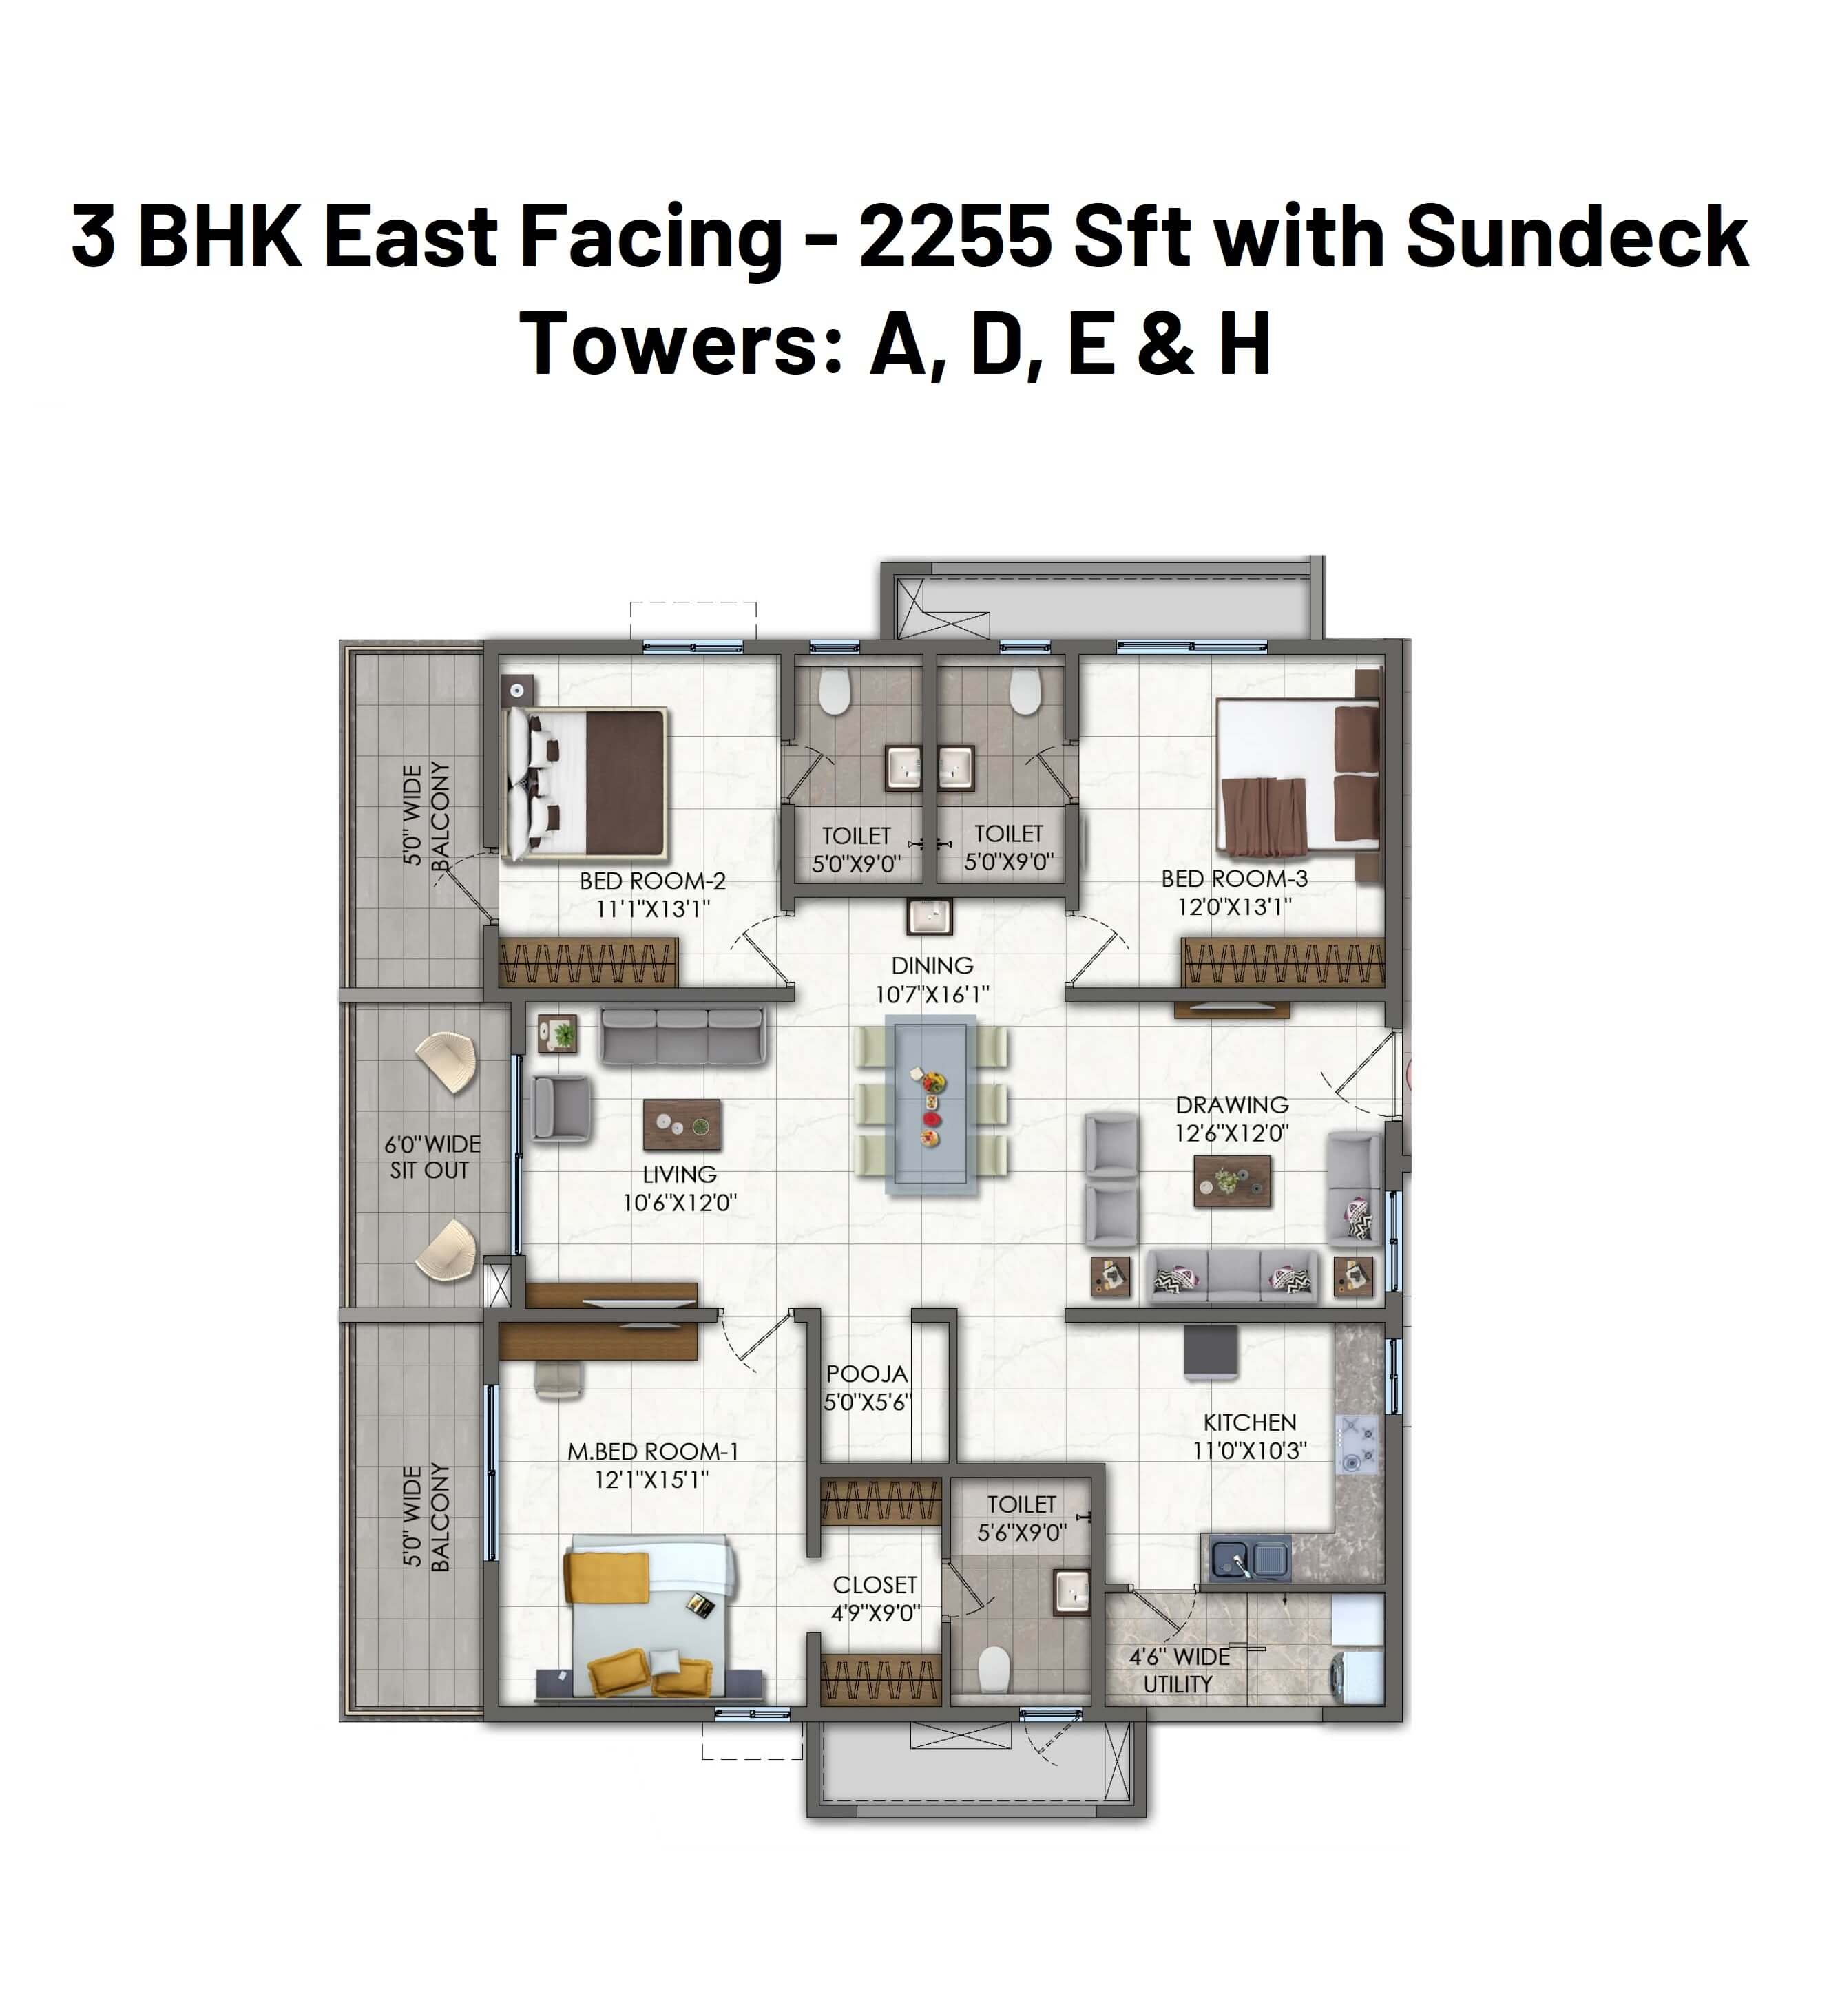 3 BHK East Facing - 2255 Sft with Sundeck
Towers: A, D, E & H
5'0" WIDE
BALCONY
BED ROOM-2
11'1"X13'1"
TOILET
5'0"X9'0"
TOILET
5'0"X9'0"
BED ROOM-3
12'0"X13'1"
DINING
10'7"X16'1"
6'0" WIDE
SIT OUT
LIVING
10'6"X12'0"
DRAWING
12'6"X12'0"
5'0" WIDE
BALCONY
M.BED ROOM-1
12'1"X15'1"
POOJA
5'0"X5'6"
KITCHEN
11'0"X10'3"
CLOSET
4'9"X9'0"
TOILET
5'6"X9'0"
4'6" WIDE
UTILITY